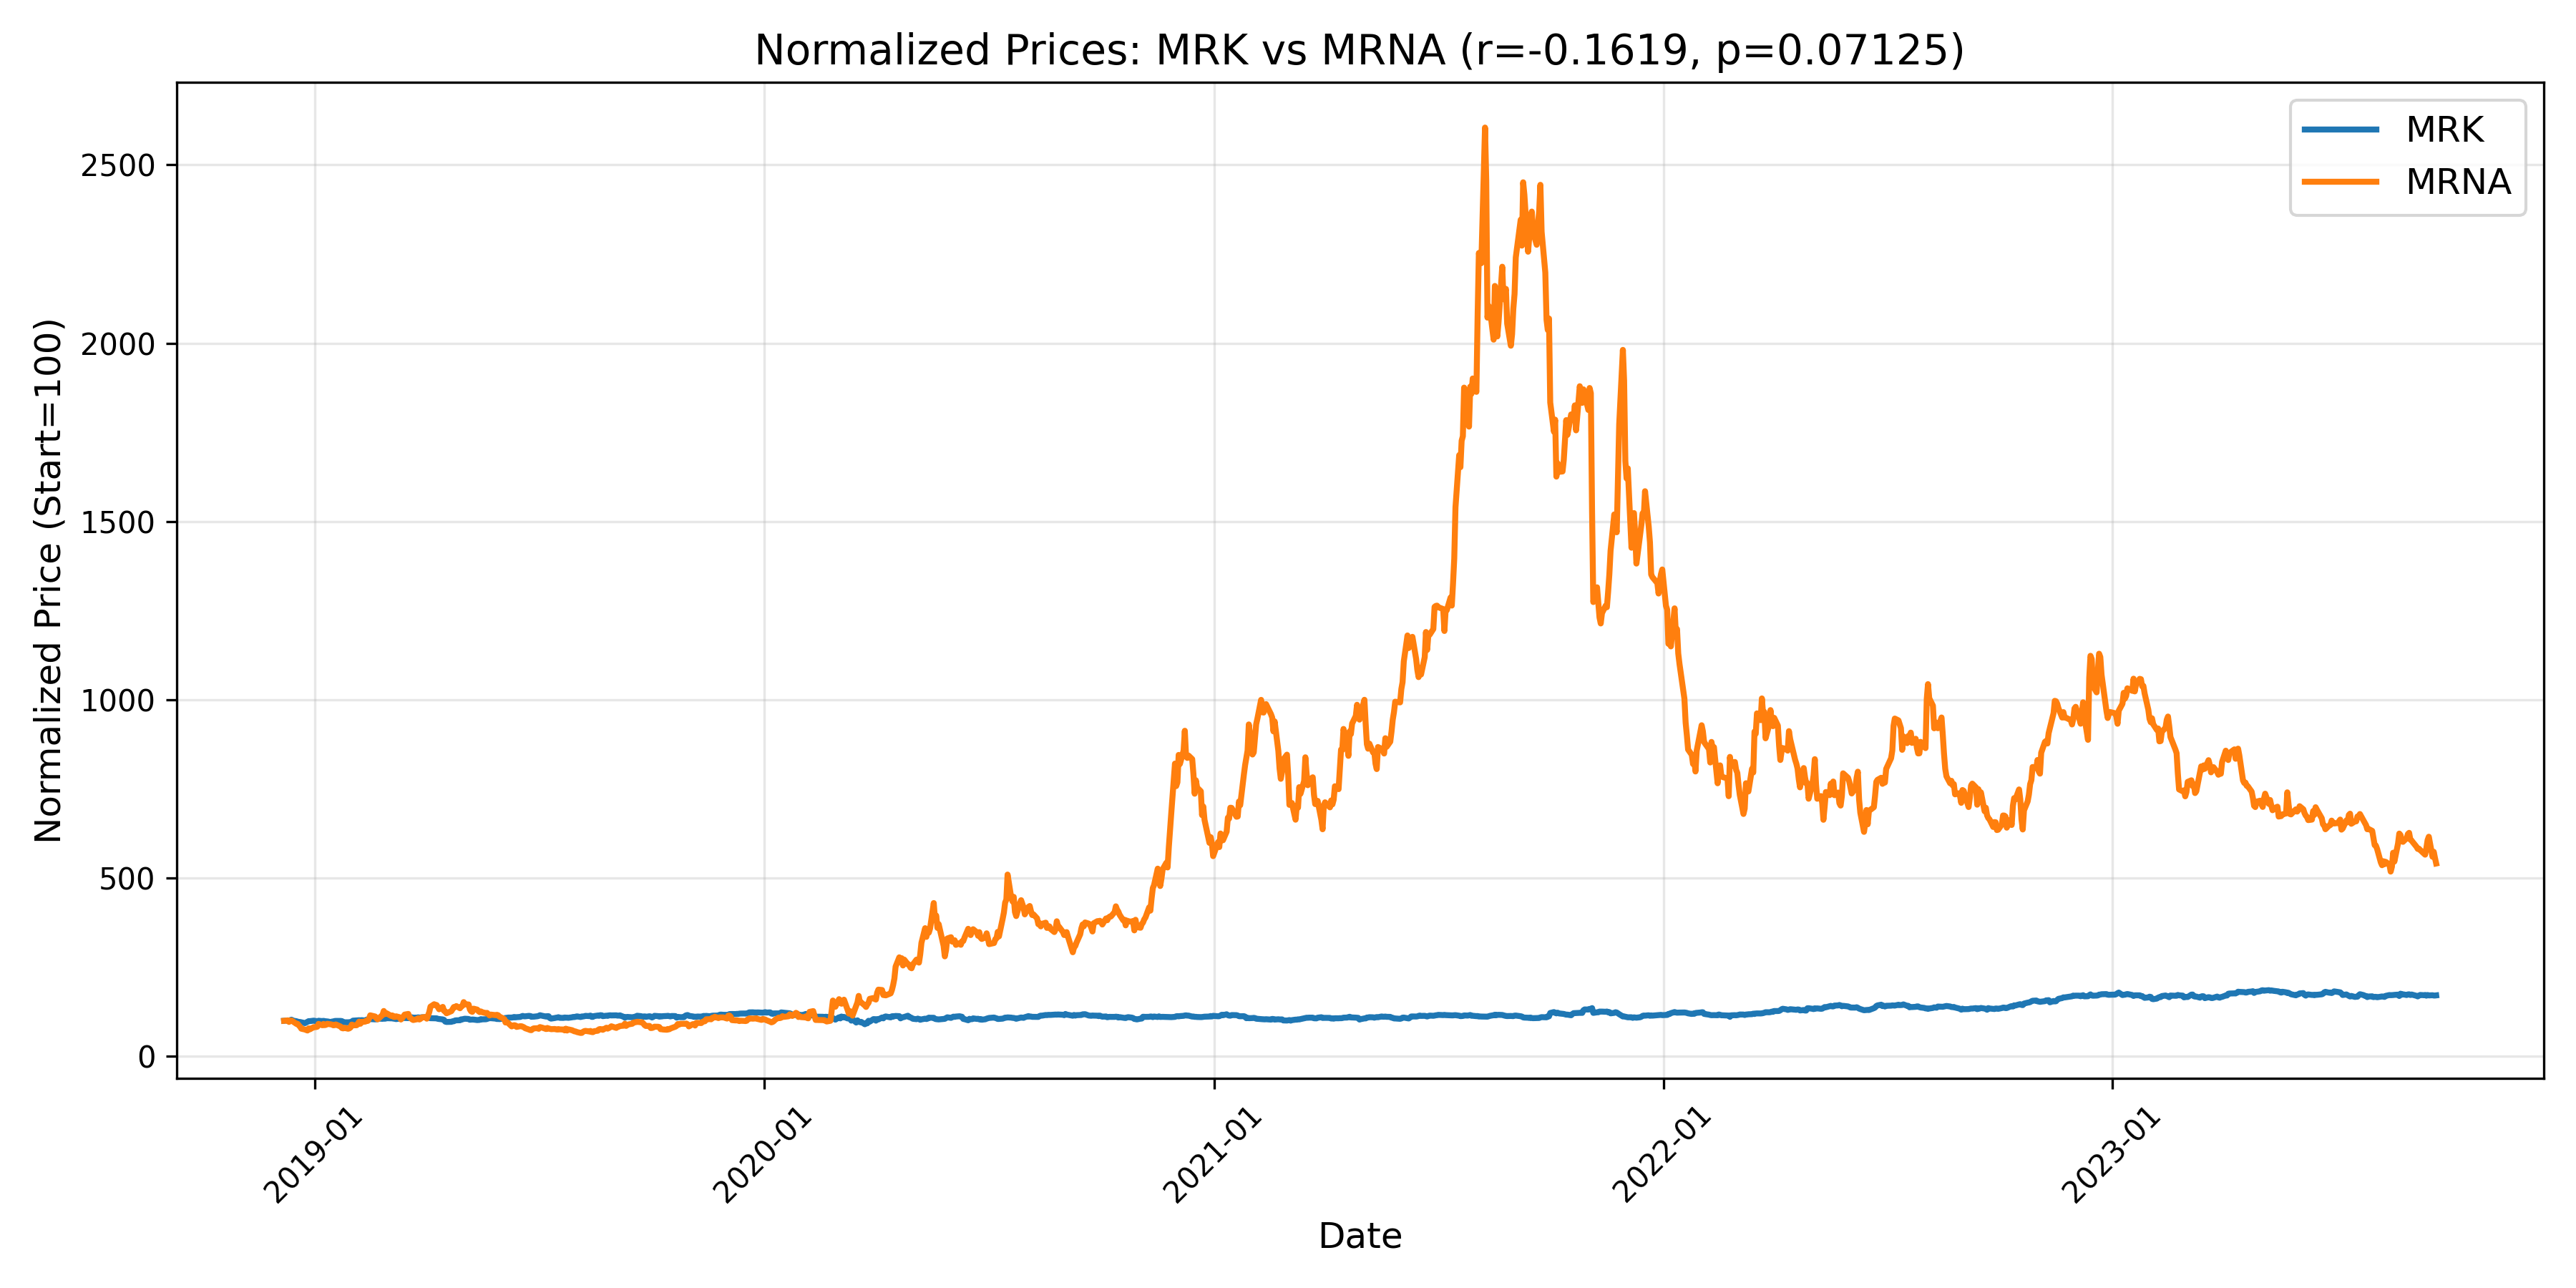 Normalized Prices: MRK vs MRNA (r=-0.1619, p=0.07125)
MRK
MRNA
Normalized Price (Start=100)
2500
2000
1500
1000
500
0
2019-01
2020-01
2021-01
2022-01
2023-01
Date